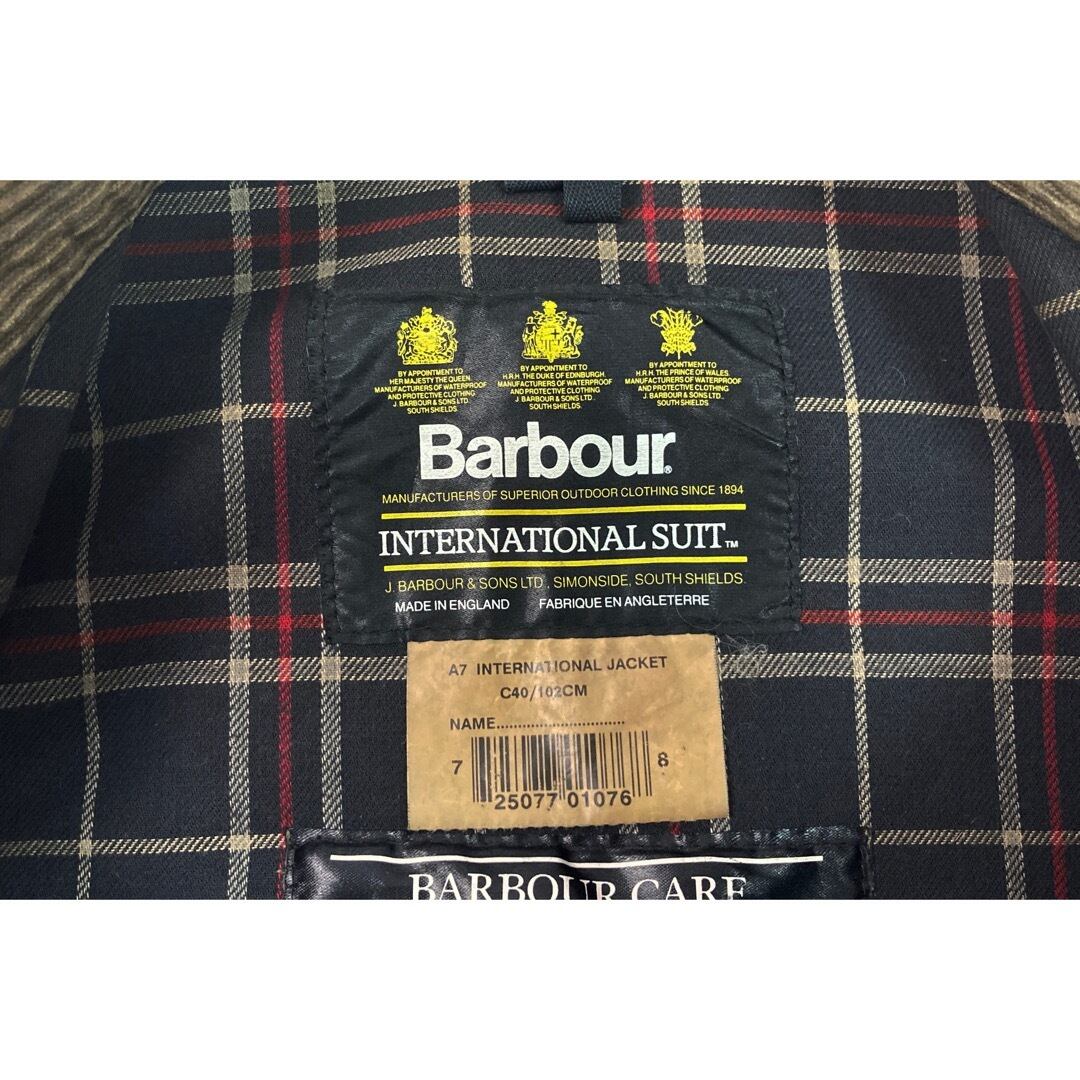 BY APPOINTMENT TO
HER MAJESTY THE QUEEN.
MANUFACTURERS OF WATERPROOF
AND PROTECTIVE CLOTHING
J. BARBOUR & SONS LTD.
SOUTH SHIELDS.
BY APPOINTMENT TO
H.R.H. THE DUKE OF EDINBURGH.
MANUFACTURERS OF WATERPROOF
AND PROTECTIVE CLOTHING
J. BARBOUR & SONS LTD.
SOUTH SHIELDS.
BY APPOINTMENT TO
H.R.H. THE PRINCE OF WALES.
MANUFACTURERS OF WATERPROOF
AND PROTECTIVE CLOTHING
J. BARBOUR & SONS LTD.
SOUTH SHIELDS.
Barbour®
MANUFACTURERS OF SUPERIOR OUTDOOR CLOTHING SINCE 1894
INTERNATIONAL SUIT™
J. BARBOUR & SONS LTD., SIMONSIDE, SOUTH SHIELDS.
MADE IN ENGLAND FABRIQUE EN ANGLETERRE
A7 INTERNATIONAL JACKET
C40/102CM
NAME..............................
7 25077 01076 8
BARBOUR CARE